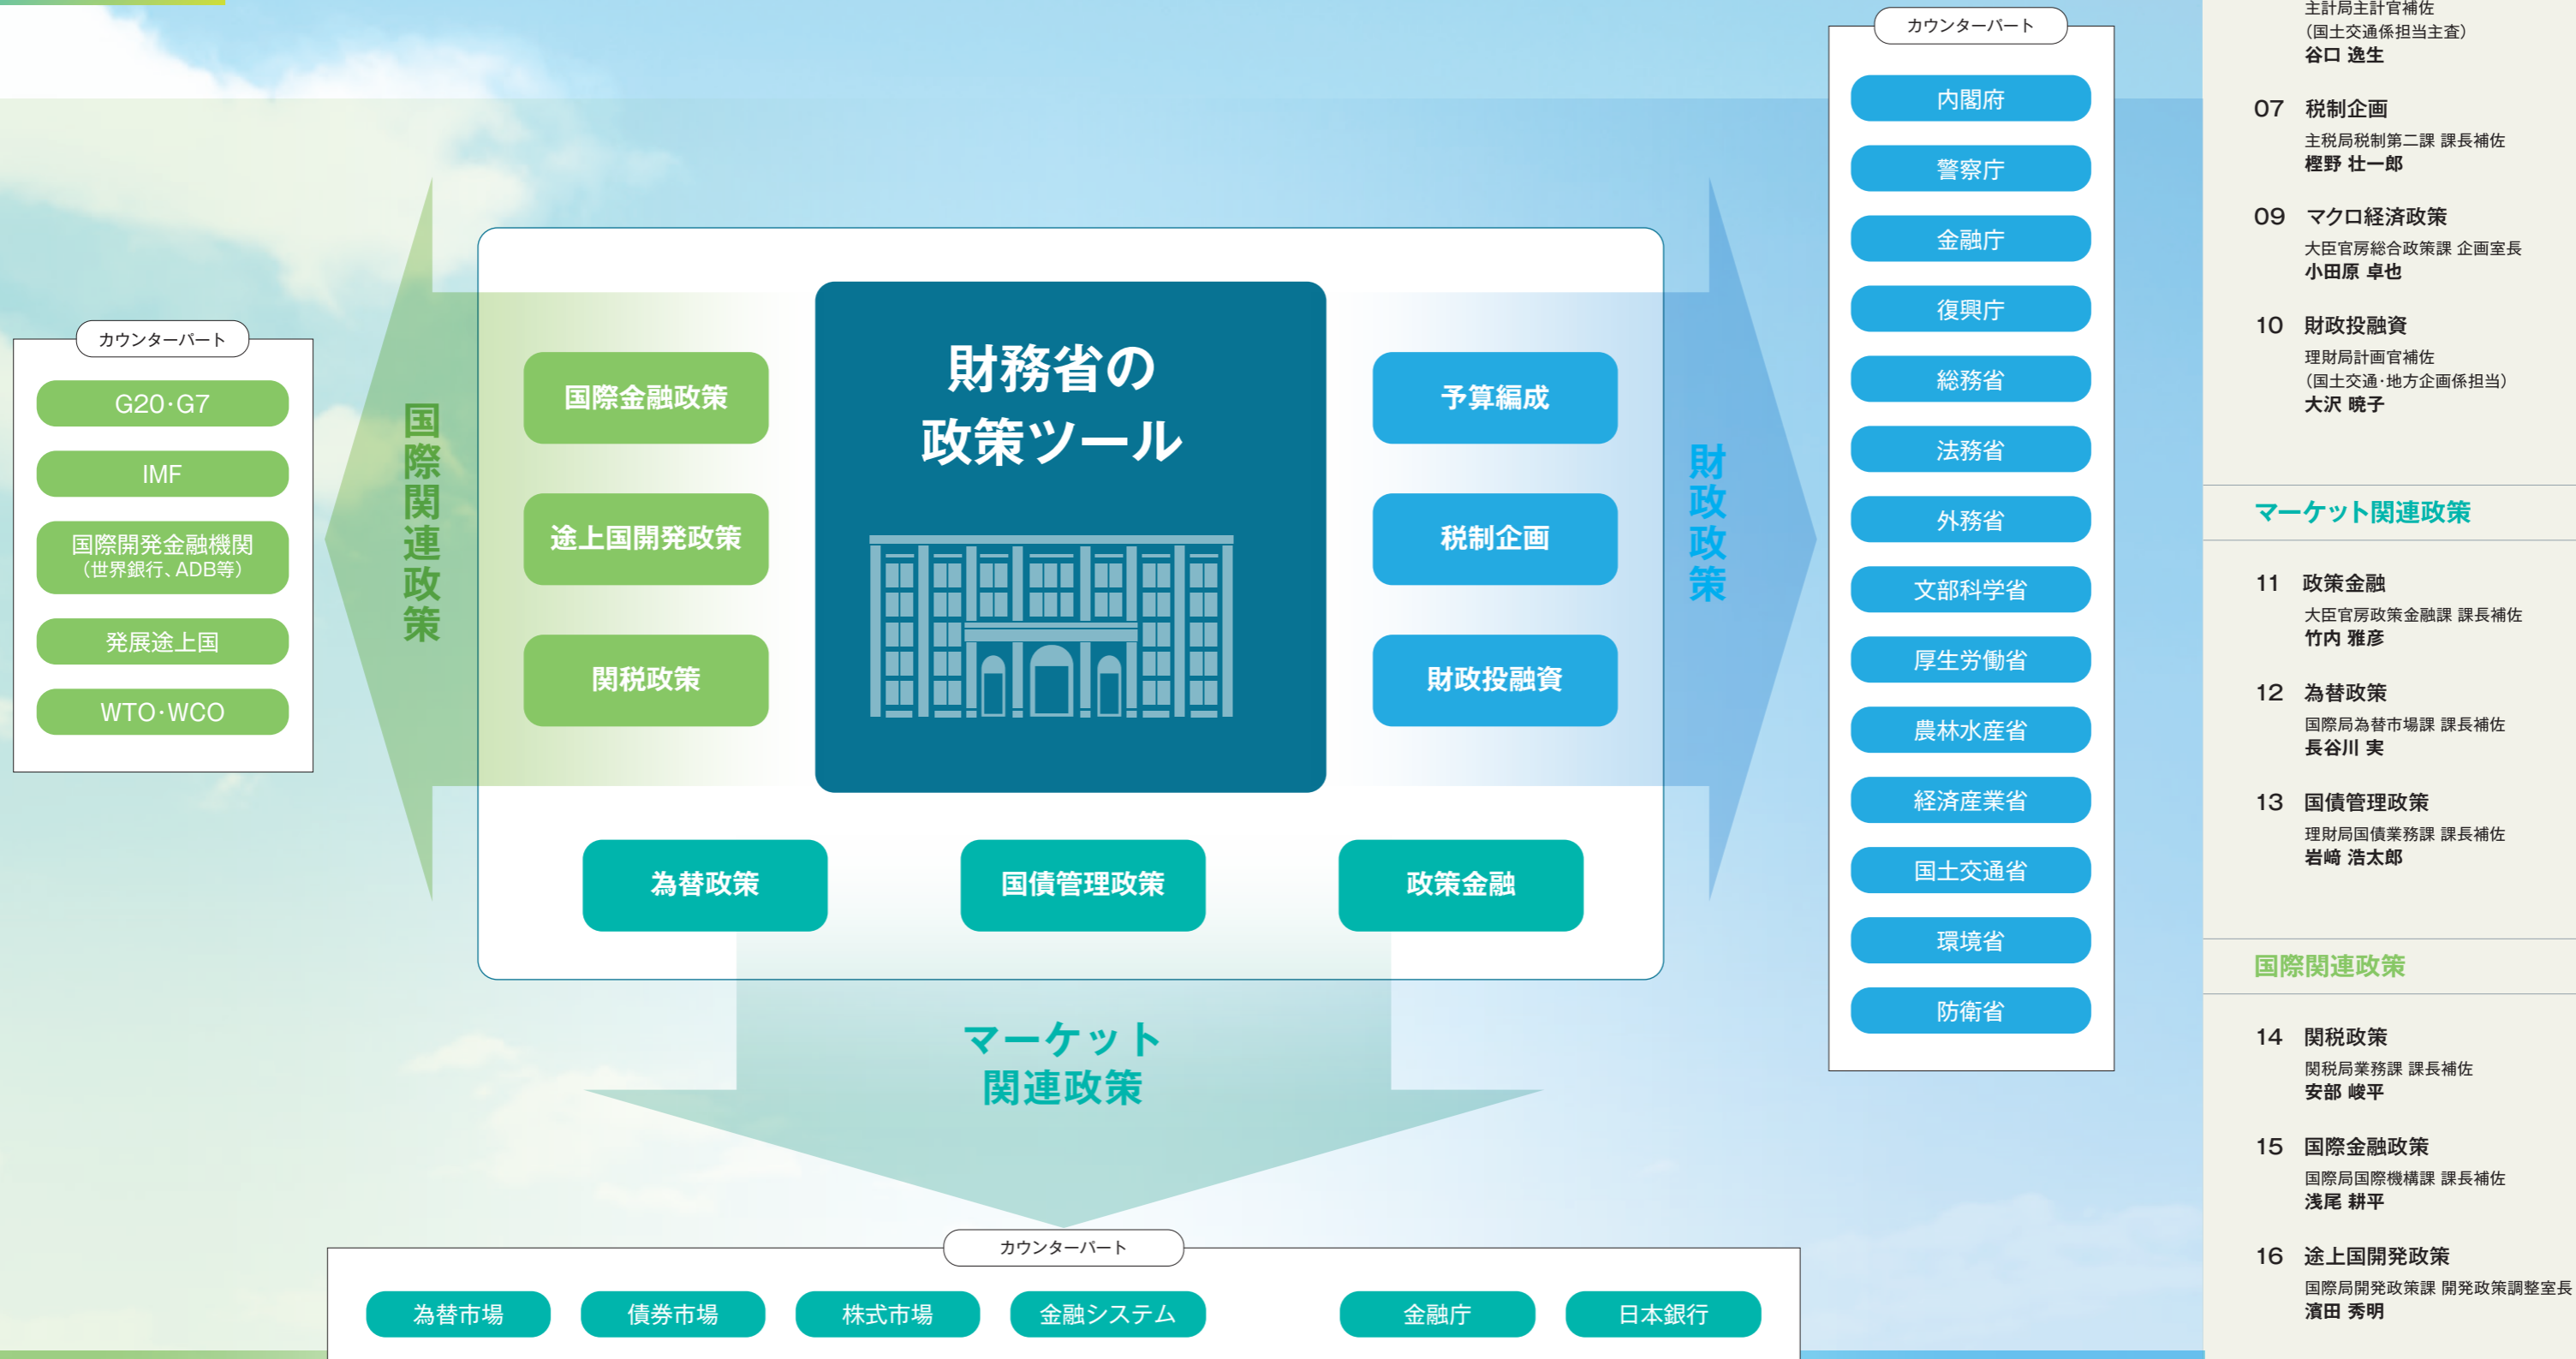 カウンターパート
G20・G7
IMF
国際開発金融機関
（世界銀行、ADB等）
発展途上国
WTO・WCO
国際関連政策
国際金融政策
途上国開発政策
関税政策
財務省の
政策ツール
予算編成
税制企画
財政投融資
財政政策
為替政策
国債管理政策
政策金融
マーケット
関連政策
カウンターパート
為替市場
債券市場
株式市場
金融システム
金融庁
日本銀行
カウンターパート
内閣府
警察庁
金融庁
復興庁
総務省
法務省
外務省
文部科学省
厚生労働省
農林水産省
経済産業省
国土交通省
環境省
防衛省
主計局主計官補佐
（国土交通係担当主査）
谷口 逸生
07 税制企画
主税局税制第二課 課長補佐
樫野 壮一郎
09 マクロ経済政策
大臣官房総合政策課 企画室長
小田原 卓也
10 財政投融資
理財局計画官補佐
（国土交通・地方企画係担当）
大沢 暁子
マーケット関連政策
11 政策金融
大臣官房政策金融課 課長補佐
竹内 雅彦
12 為替政策
国際局為替市場課 課長補佐
長谷川 実
13 国債管理政策
理財局国債業務課 課長補佐
岩﨑 浩太郎
国際関連政策
14 関税政策
関税局業務課 課長補佐
安部 峻平
15 国際金融政策
国際局国際機構課 課長補佐
浅尾 耕平
16 途上国開発政策
国際局開発政策課 開発政策調整室長
濵田 秀明